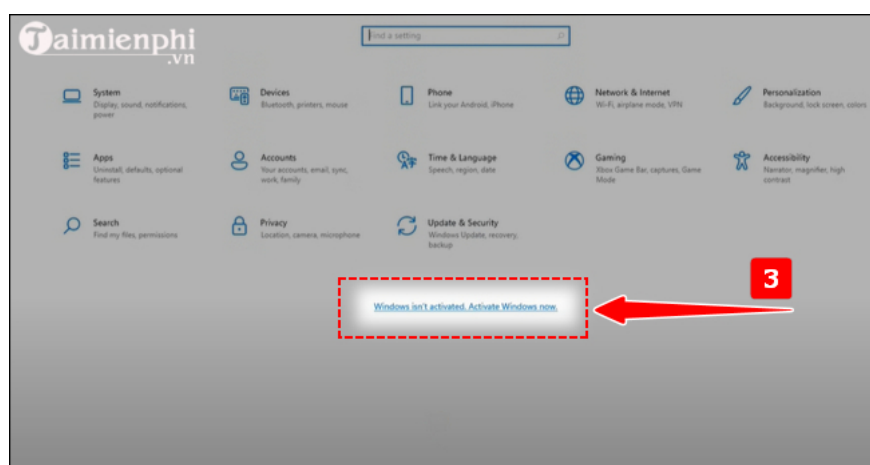 Taimienphi
.vn
Find a setting
System
Display, sound, notifications,
power
Devices
Bluetooth, printers, mouse
Phone
Link your Android, iPhone
Network & Internet
Wi-Fi, airplane mode, VPN
Personalization
Background, lock screen, colors
Apps
Uninstall, defaults, optional
features
Accounts
Your accounts, email, sync,
work, family
Time & Language
Speech, region, date
Gaming
Xbox Game Bar, captures, Game
Mode
Accessibility
Narrator, magnifier, high
contrast
Search
Find my files, permissions
Privacy
Location, camera, microphone
Update & Security
Windows Update, recovery,
backup
3
Windows isn't activated. Activate Windows now.